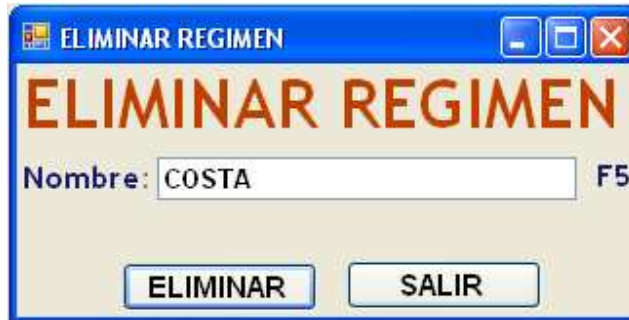 ELIMINAR REGIMEN
ELIMINAR REGIMEN
Nombre: COSTA F5
ELIMINAR SALIR